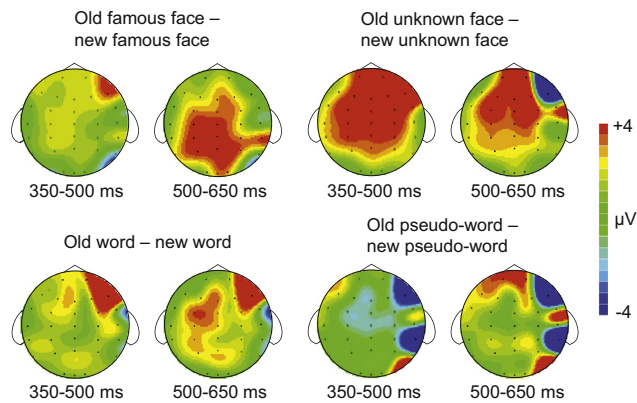 Old famous face –
new famous face
Old unknown face –
new unknown face
350-500 ms
500-650 ms
350-500 ms
500-650 ms
+4
µV
-4
Old word – new word
Old pseudo-word –
new pseudo-word
350-500 ms
500-650 ms
350-500 ms
500-650 ms